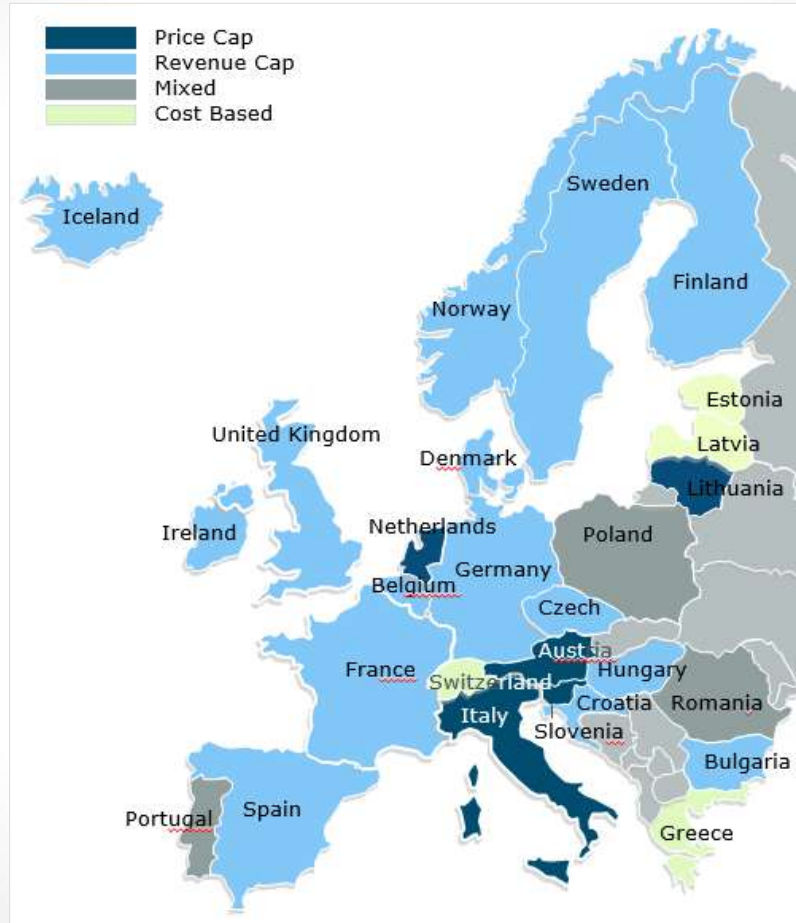 Price Cap
Revenue Cap
Mixed
Cost Based
Iceland
Sweden
Finland
Norway
Estonia
United Kingdom
Latvia
Denmark
Lithuania
Netherlands
Ireland
Poland
Germany
Belgium
Czech
Austria
France
Hungary
Switzerland
Croatia
Romania
Italy
Slovenia
Bulgaria
Spain
Portugal
Greece